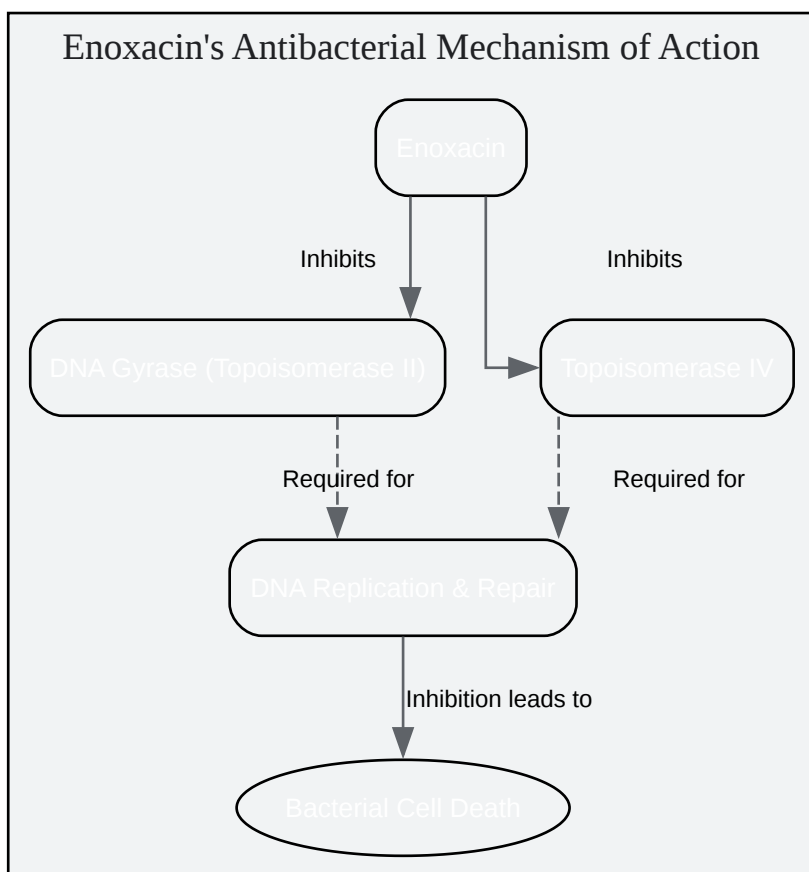 Enoxacin's Antibacterial Mechanism of Action
Enoxacin
Inhibits
Inhibits
DNA Gyrase (Topoisomerase II)
Topoisomerase IV
Required for
Required for
DNA Replication & Repair
Inhibition leads to
Bacterial Cell Death